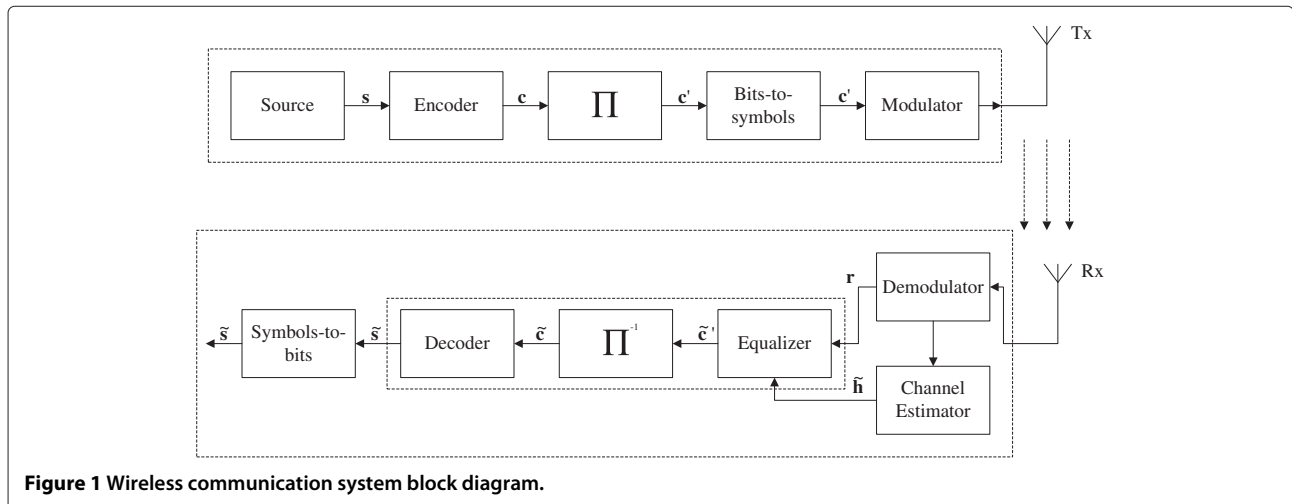 Tx
Source
s
Encoder
c
∏
c'
Bits-to-
symbols
c'
Modulator
Rx
r
Demodulator
s̃
Symbols-to-
bits
s̃
Decoder
c̃
∏⁻¹
c̃'
Equalizer
h̃
Channel
Estimator
Figure 1 Wireless communication system block diagram.